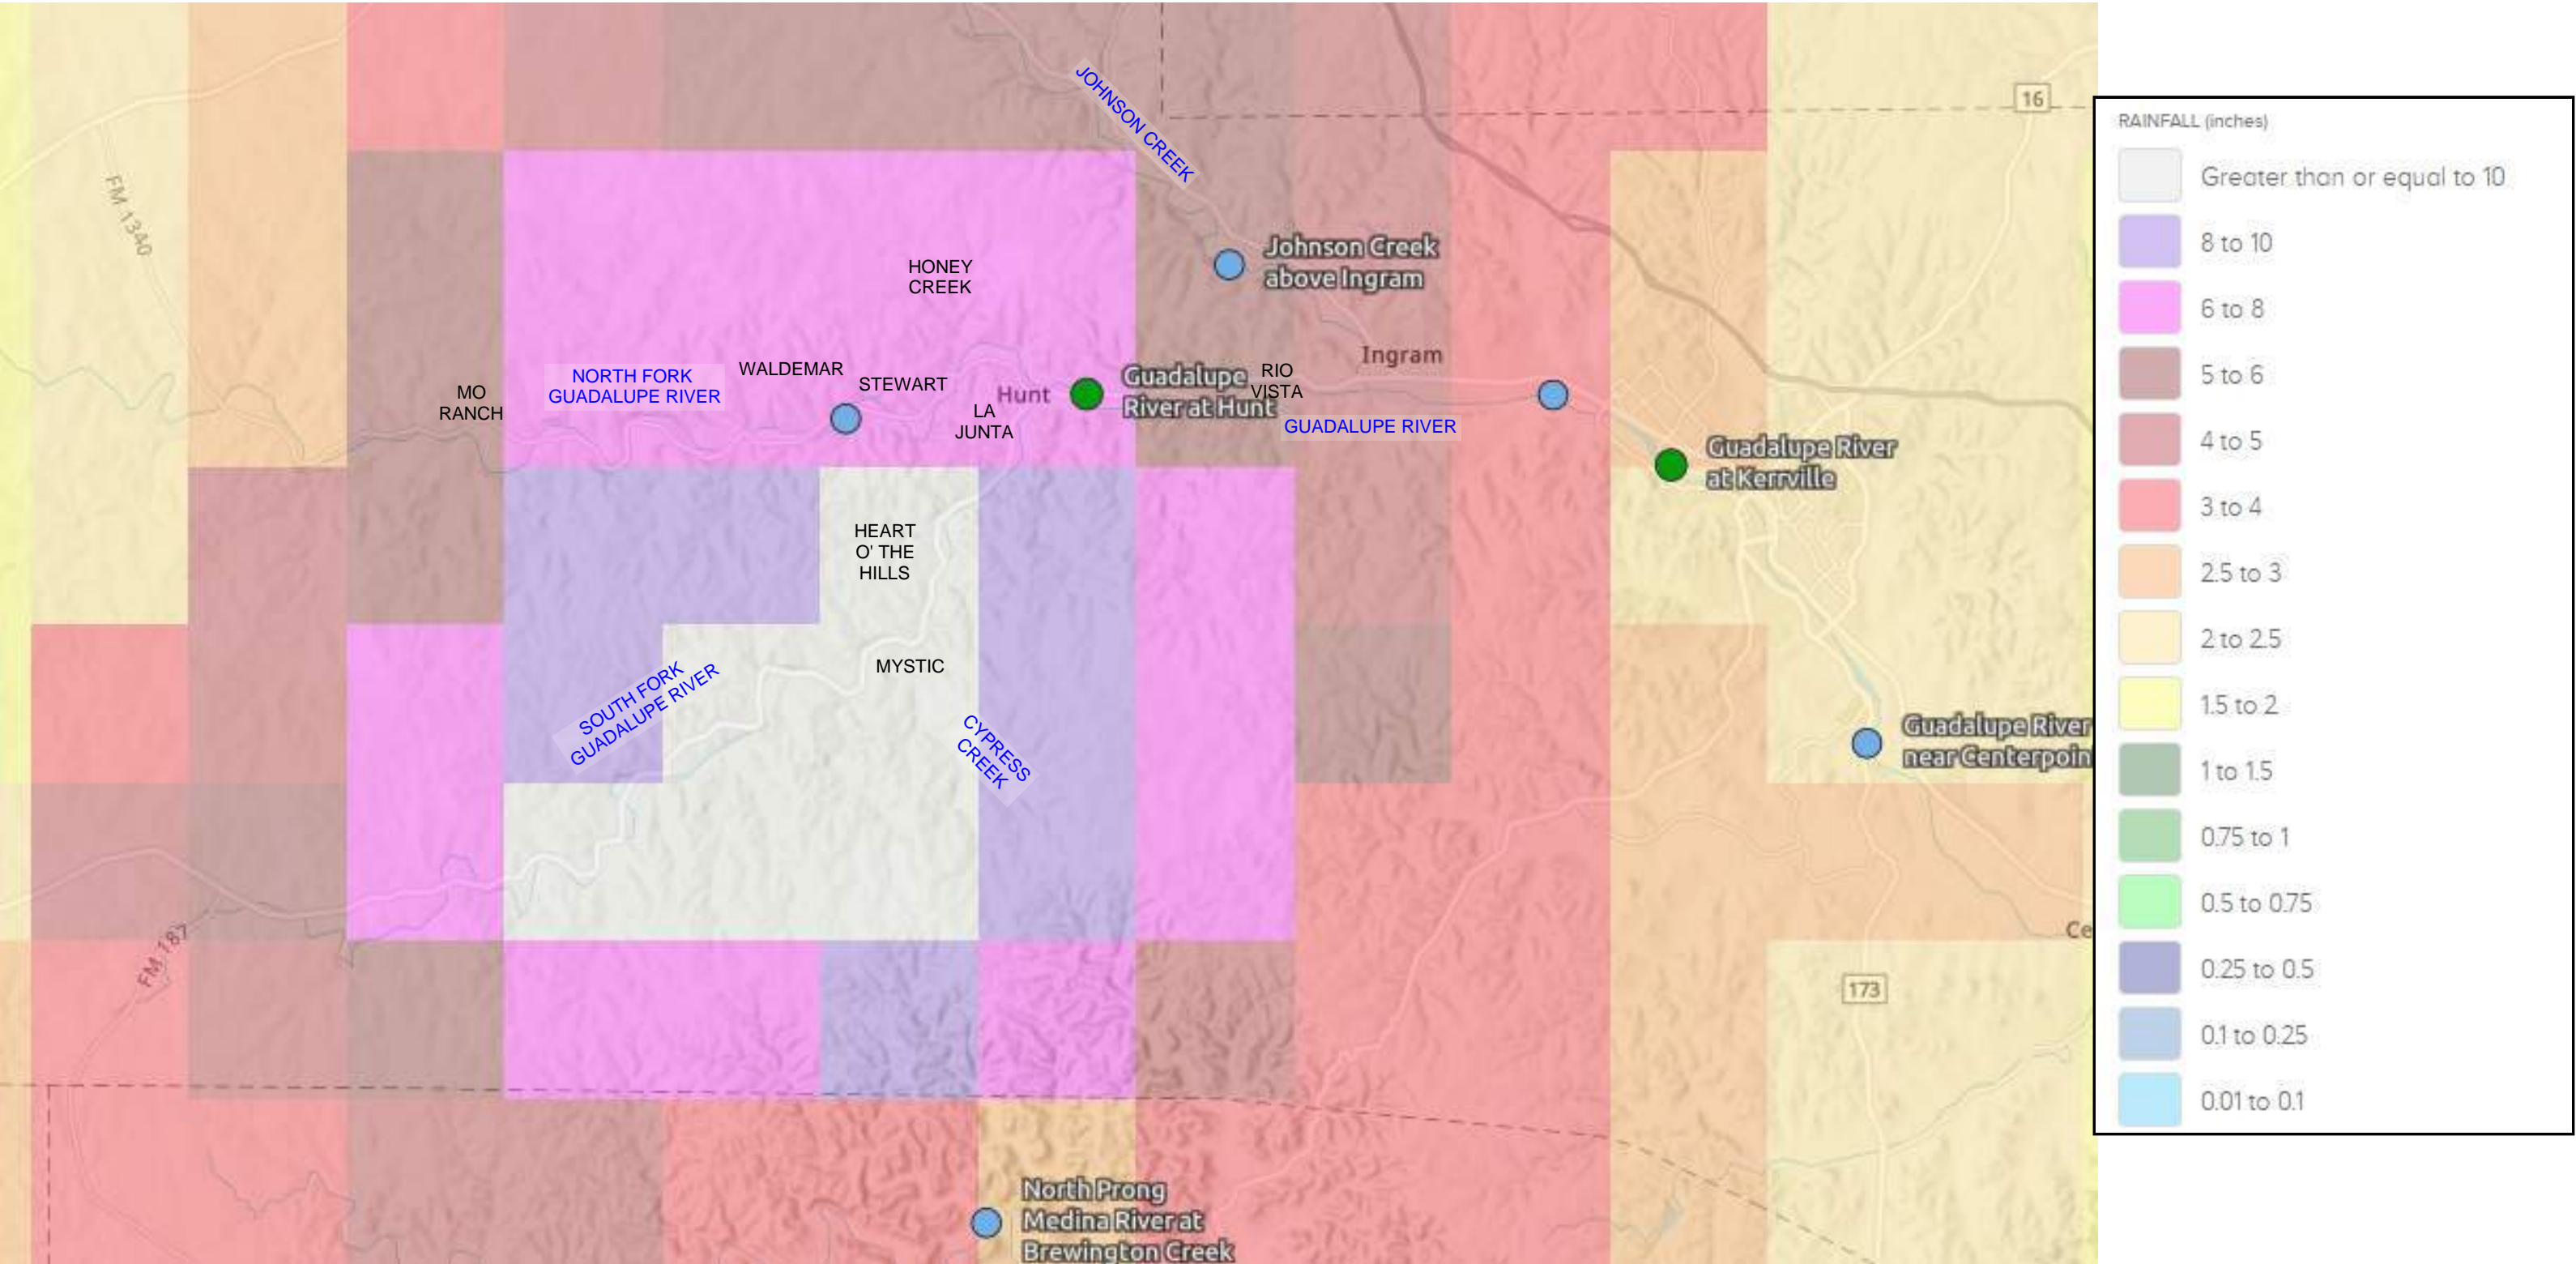 16
JOHNSON CREEK
FM 1340
Johnson Creek
above Ingram
HONEY
CREEK
Ingram
WALDEMAR
NORTH FORK
GUADALUPE RIVER
STEWART
Hunt
Guadalupe
River at Hunt
RIO
VISTA
MO
RANCH
LA
JUNTA
GUADALUPE RIVER
Guadalupe River
at Kerrville
HEART
O' THE
HILLS
MYSTIC
SOUTH FORK
GUADALUPE RIVER
CYPRESS
CREEK
Guadalupe River
near Centerpoin
Ce
FM 187
173
North Prong
Medina River at
Brewington Creek
RAINFALL (inches)
Greater than or equal to 10
8 to 10
6 to 8
5 to 6
4 to 5
3 to 4
2.5 to 3
2 to 2.5
1.5 to 2
1 to 1.5
0.75 to 1
0.5 to 0.75
0.25 to 0.5
0.1 to 0.25
0.01 to 0.1